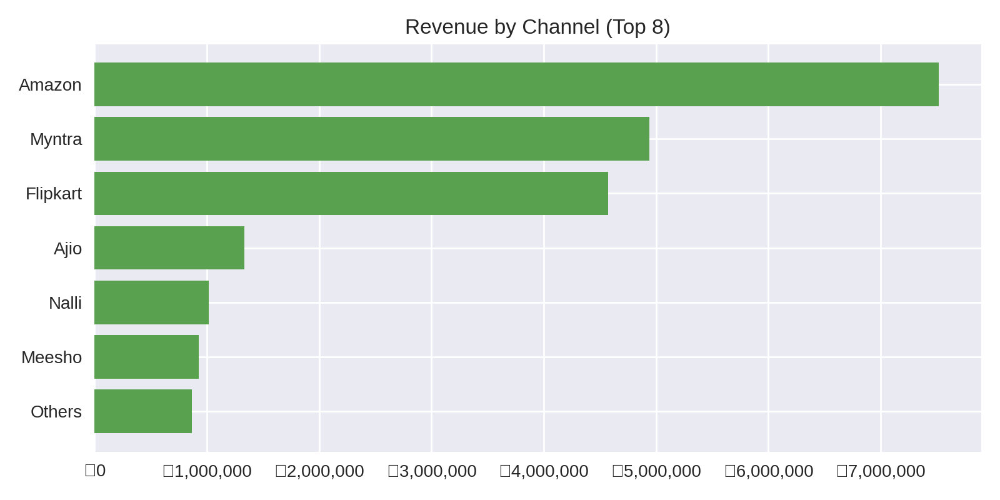 Revenue by Channel (Top 8)
Amazon
Myntra
Flipkart
Ajio
Nalli
Meesho
Others
□0 □1,000,000 □2,000,000 □3,000,000 □4,000,000 □5,000,000 □6,000,000 □7,000,000